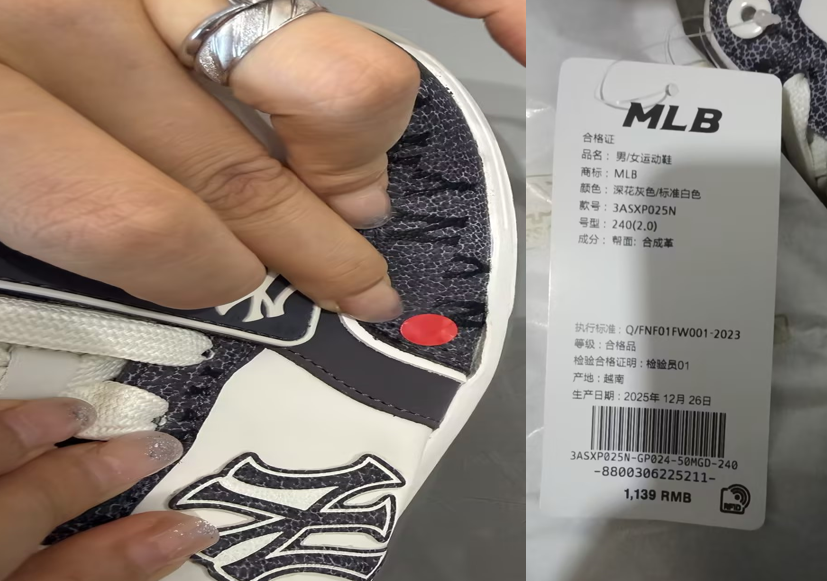 NY
NY
MLB
合格证
品名：男/女运动鞋
商标：MLB
颜色：深花灰色/标准白色
款号：3ASXP025N
号型：240(2.0)
成分：帮面：合成革
执行标准：Q/FNF01FW001-2023
等级：合格品
检验合格证明：检验员01
产地：越南
生产日期：2025年 12月 26日
3ASXP025N-GP024-50MGD-240
-8800306225211-
1,139 RMB
RFID